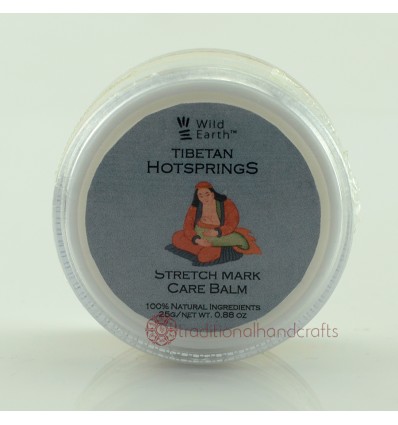 Wild
Earth™
TIBETAN
HOTSPRINGS
STRETCH MARK
CARE BALM
100% NATURAL INGREDIENTS
25G/NET WT. 0.88 OZ
traditionalhandcrafts